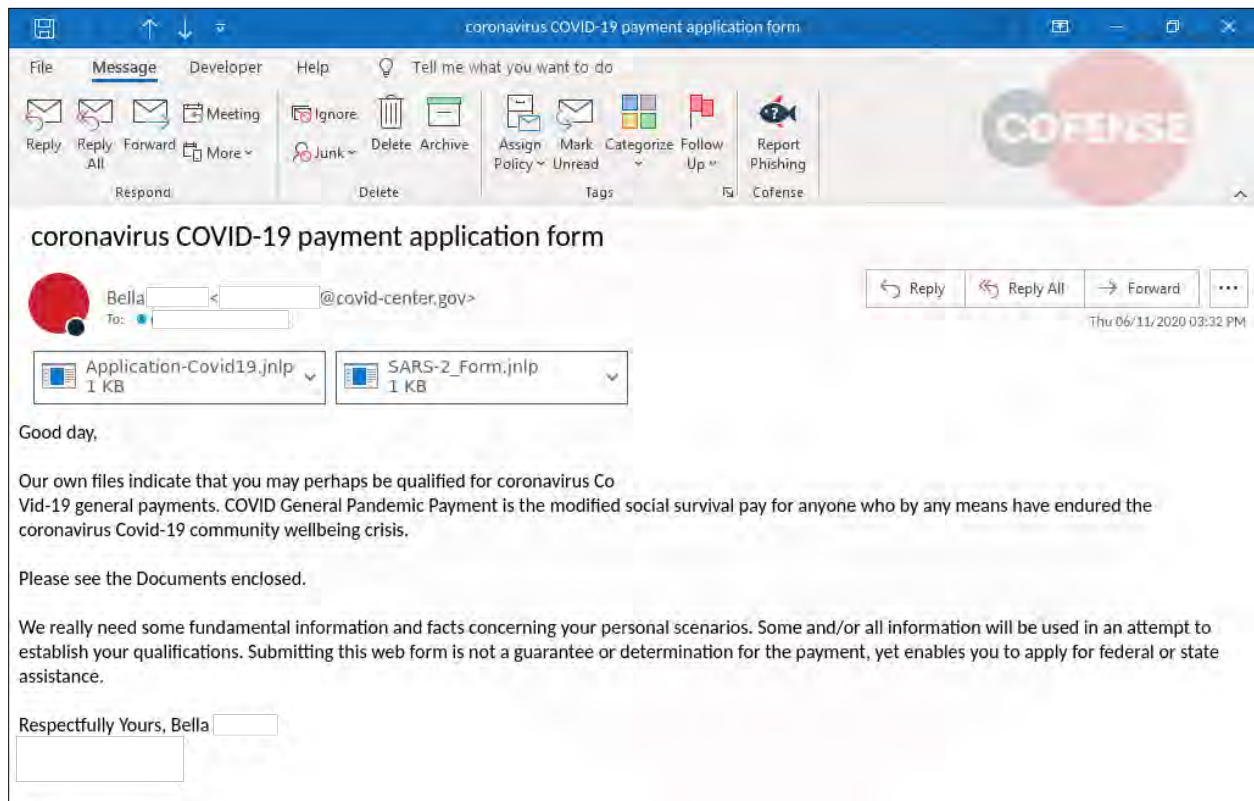 coronavirus COVID-19 payment application form
File Message Developer Help Tell me what you want to do
Reply
Reply All
Forward
Meeting
More
Respond
Ignore
Junk
Delete
Archive
Delete
Assign Policy
Mark Unread
Categorize
Follow Up
Tags
Report Phishing
Cofense
COFENSE
coronavirus COVID-19 payment application form
Bella < @covid-center.gov>
To:
Reply Reply All Forward ...
Thu 06/11/2020 03:32 PM
Application-Covid19.jnlp
1 KB
SARS-2_Form.jnlp
1 KB
Good day,
Our own files indicate that you may perhaps be qualified for coronavirus Co
Vid-19 general payments. COVID General Pandemic Payment is the modified social survival pay for anyone who by any means have endured the
coronavirus Covid-19 community wellbeing crisis.
Please see the Documents enclosed.
We really need some fundamental information and facts concerning your personal scenarios. Some and/or all information will be used in an attempt to
establish your qualifications. Submitting this web form is not a guarantee or determination for the payment, yet enables you to apply for federal or state
assistance.
Respectfully Yours, Bella